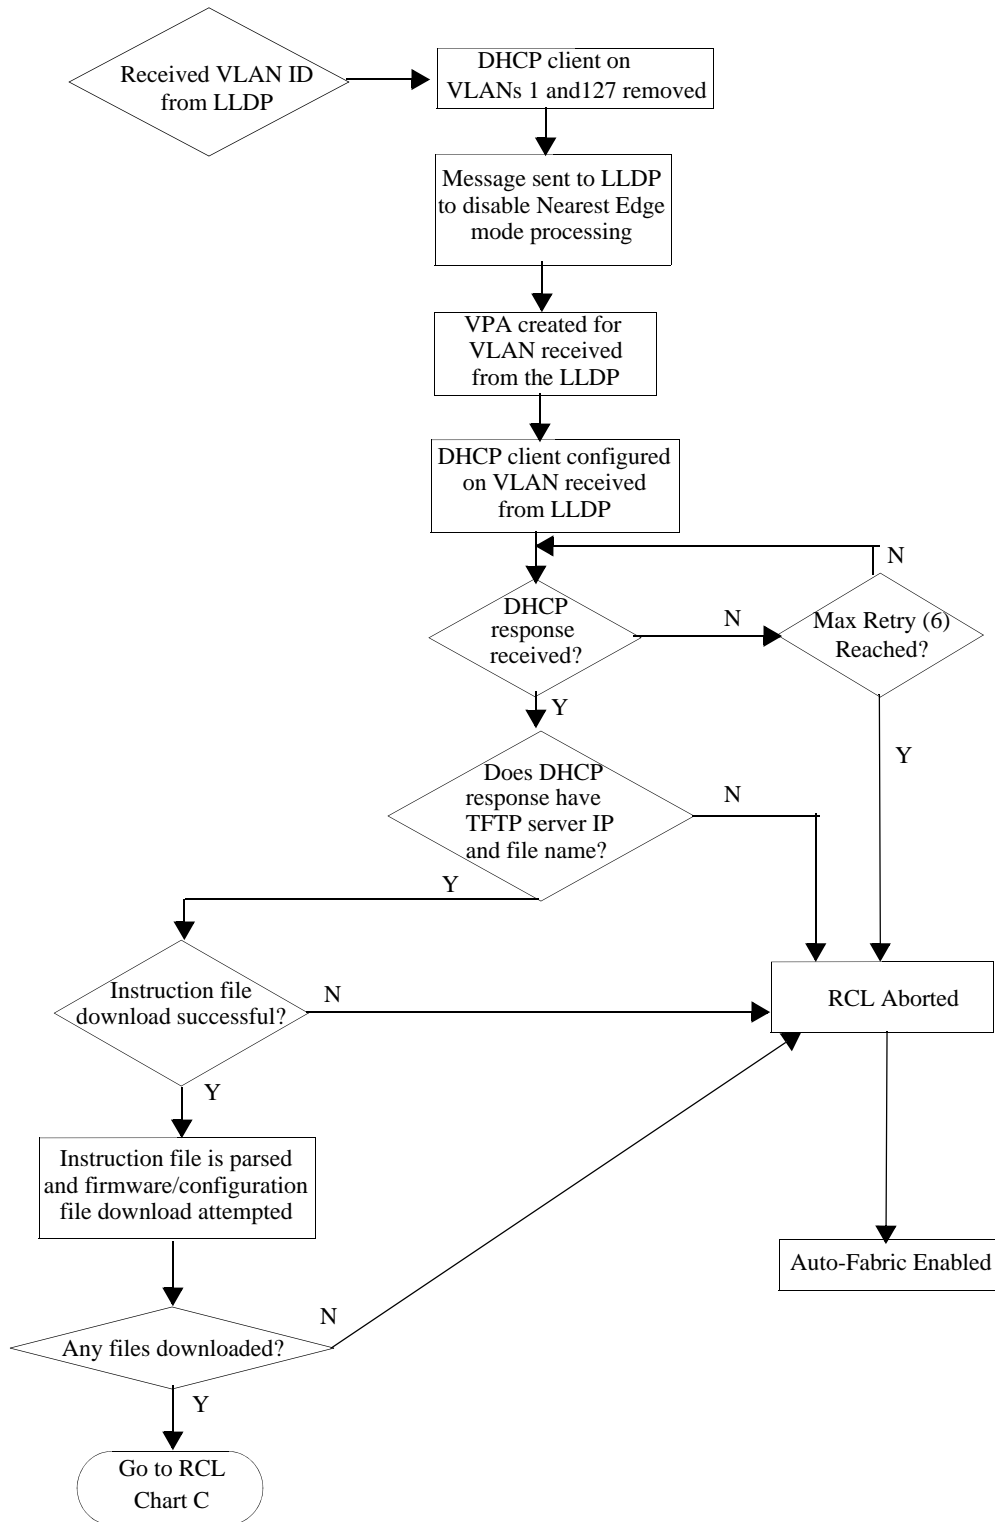 Received VLAN ID
from LLDP
DHCP client on
VLANs 1 and127 removed
Message sent to LLDP
to disable Nearest Edge
mode processing
VPA created for
VLAN received
from the LLDP
DHCP client configured
on VLAN received
from LLDP
N
DHCP
response
received?
N
Max Retry (6)
Reached?
Y
Y
Does DHCP
response have
TFTP server IP
and file name?
N
Y
Instruction file
download successful?
N
RCL Aborted
Y
Instruction file is parsed
and firmware/configuration
file download attempted
Auto-Fabric Enabled
N
Any files downloaded?
Y
Go to RCL
Chart C